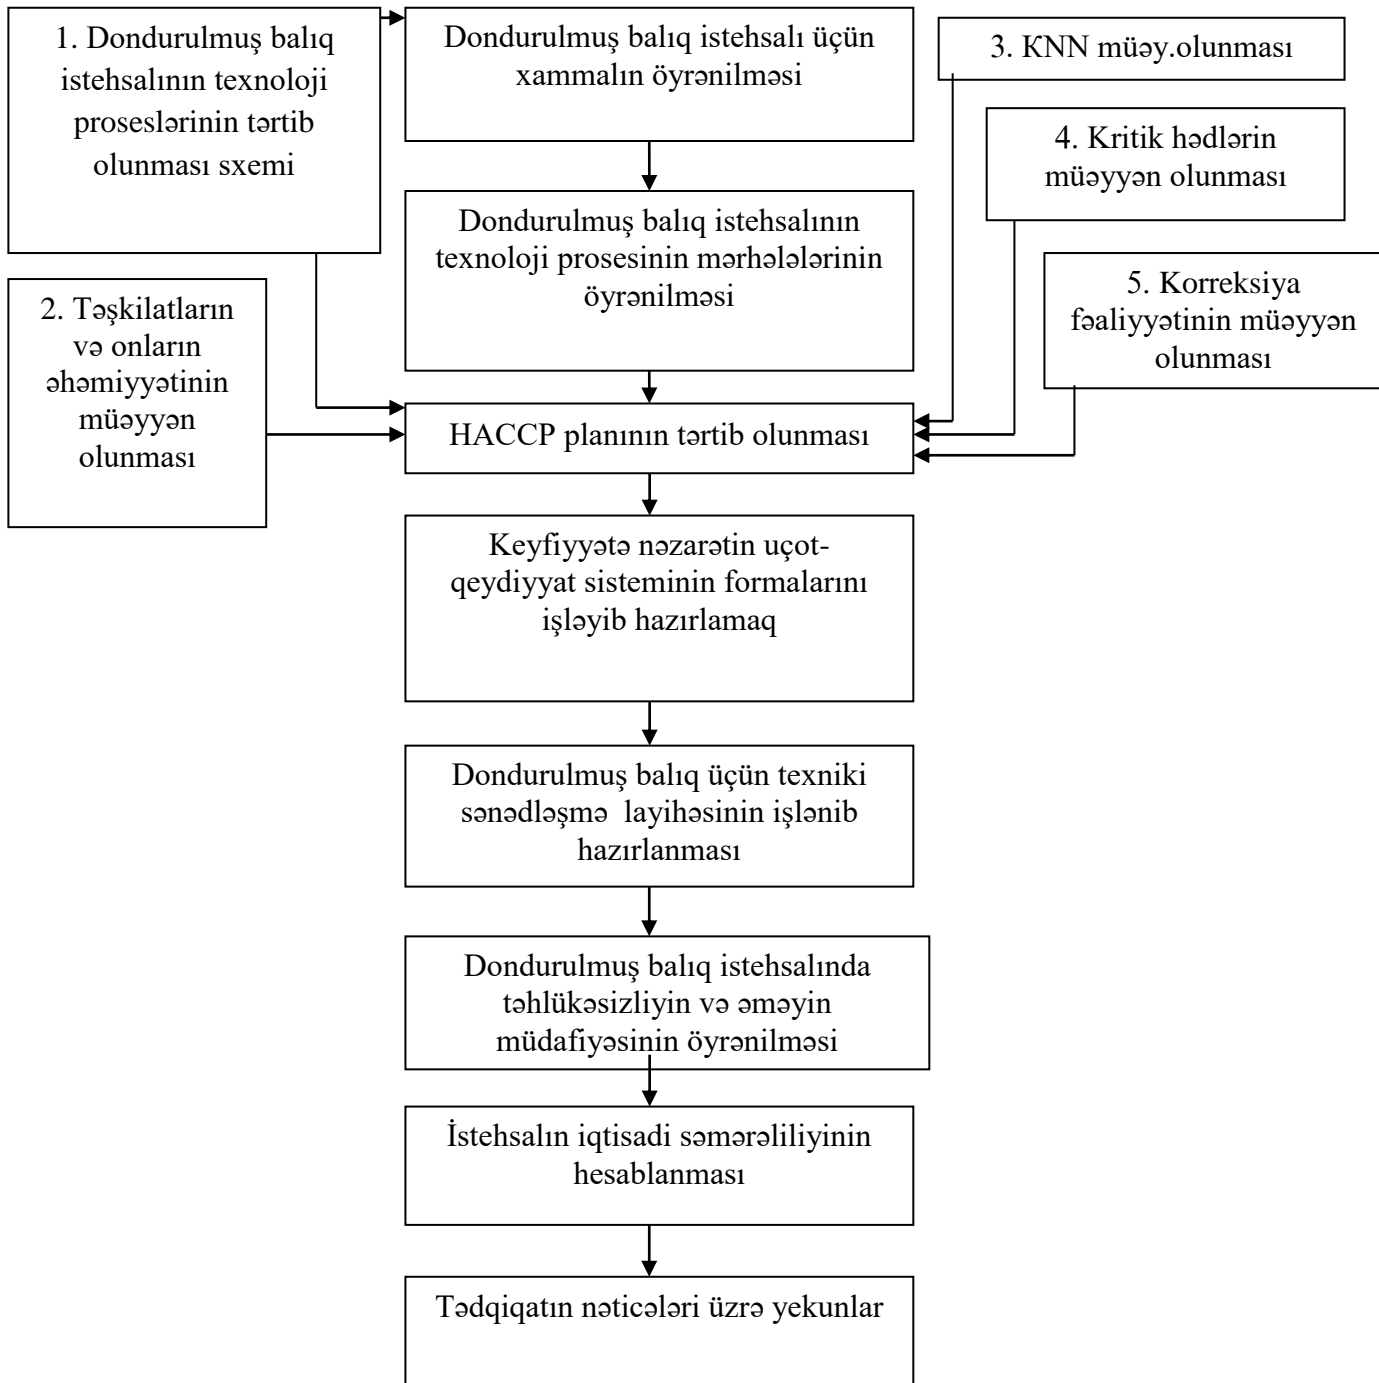 1. Dondurulmuş balıq
istehsalının texnoloji
proseslərinin tərtib
olunması sxemi
Dondurulmuş balıq istehsalı üçün
xammalın öyrənilməsi
3. KNN müəy.olunması
4. Kritik hədlərin
müəyyən olunması
Dondurulmuş balıq istehsalının
texnoloji prosesinin mərhələlərinin
öyrənilməsi
5. Korreksiya
fəaliyyətinin müəyyən
olunması
2. Təşkilatların
və onların
əhəmiyyətinin
müəyyən
olunması
HACCP planının tərtib olunması
Keyfiyyətə nəzarətin uçot-
qeydiyyat sisteminin formalarını
işləyib hazırlamaq
Dondurulmuş balıq üçün texniki
sənədləşmə layihəsinin işlənib
hazırlanması
Dondurulmuş balıq istehsalında
təhlükəsizliyin və əməyin
müdafiyəsinin öyrənilməsi
İstehsalın iqtisadi səmərəliliyinin
hesablanması
Tədqiqatın nəticələri üzrə yekunlar